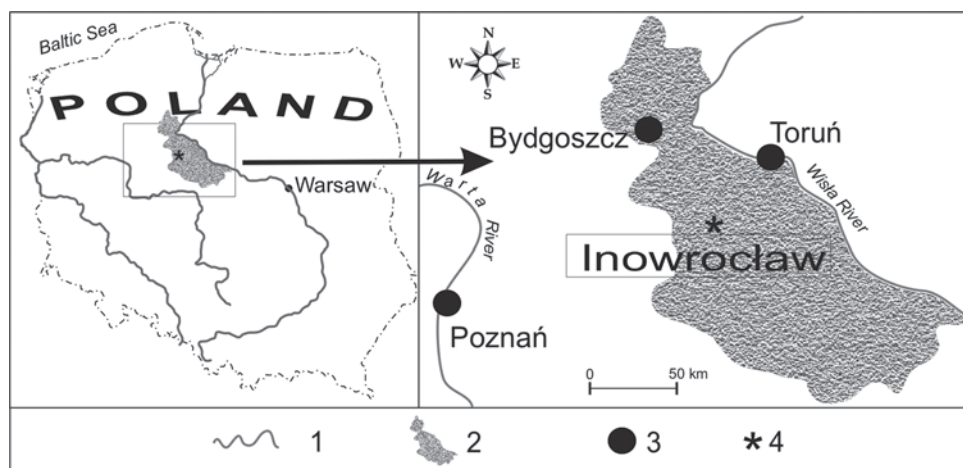 Baltic Sea
POLAND
Warsaw
N
W E
S
Bydgoszcz
Toruń
Warta
River
Wisła River
Inowrocław
Poznań
0 50 km
1 2 3 4